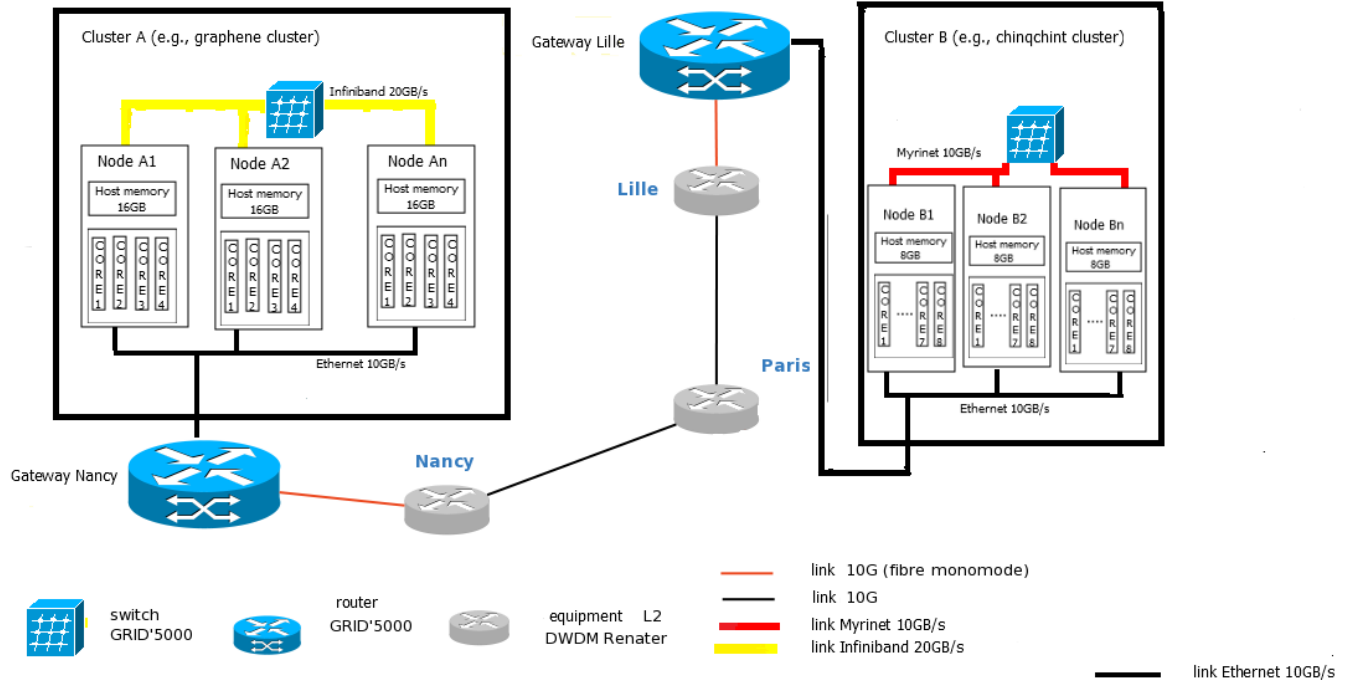 Cluster A (e.g., graphene cluster)
Infiniband 20GB/s
Node A1
Host memory
16GB
CORE1
CORE2
CORE3
CORE4
Node A2
Host memory
16GB
CORE1
CORE2
CORE3
CORE4
Node An
Host memory
16GB
CORE1
CORE2
CORE3
CORE4
Ethernet 10GB/s
Gateway Nancy
Nancy
Paris
Lille
Gateway Lille
Cluster B (e.g., chinqchint cluster)
Myrinet 10GB/s
Node B1
Host memory
8GB
CORE1
....
CORE7
CORE8
Node B2
Host memory
8GB
CORE1
....
CORE7
CORE8
Node Bn
Host memory
8GB
CORE1
....
CORE7
CORE8
Ethernet 10GB/s
switch
GRID'5000
router
GRID'5000
equipment L2
DWDM Renater
link 10G (fibre monomode)
link 10G
link Myrinet 10GB/s
link Infiniband 20GB/s
link Ethernet 10GB/s